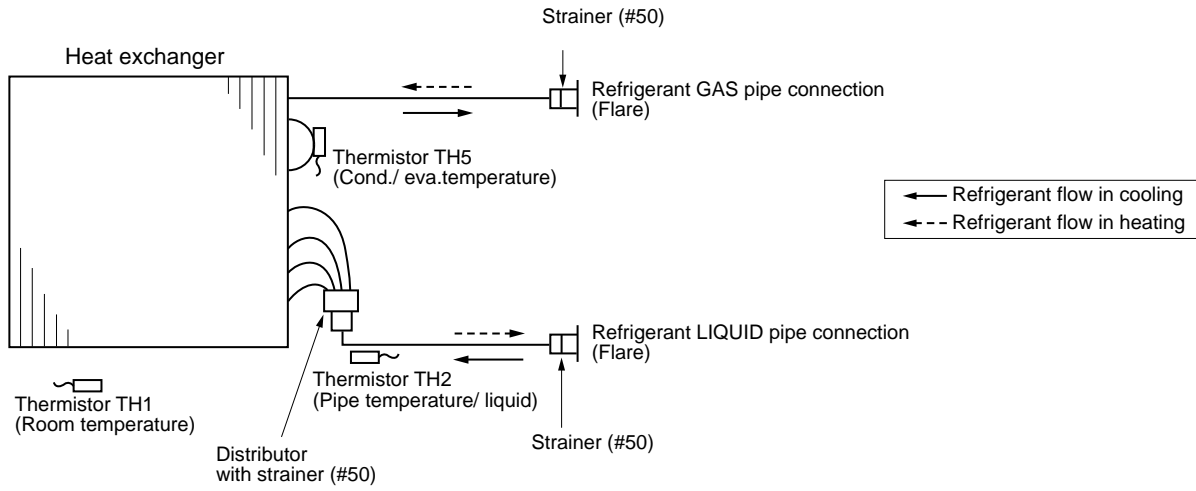 Strainer (#50)
Heat exchanger
Refrigerant GAS pipe connection
(Flare)
Thermistor TH5
(Cond./ eva.temperature)
Refrigerant flow in cooling
Refrigerant flow in heating
Refrigerant LIQUID pipe connection
(Flare)
Thermistor TH2
(Pipe temperature/ liquid)
Thermistor TH1
(Room temperature)
Strainer (#50)
Distributor
with strainer (#50)